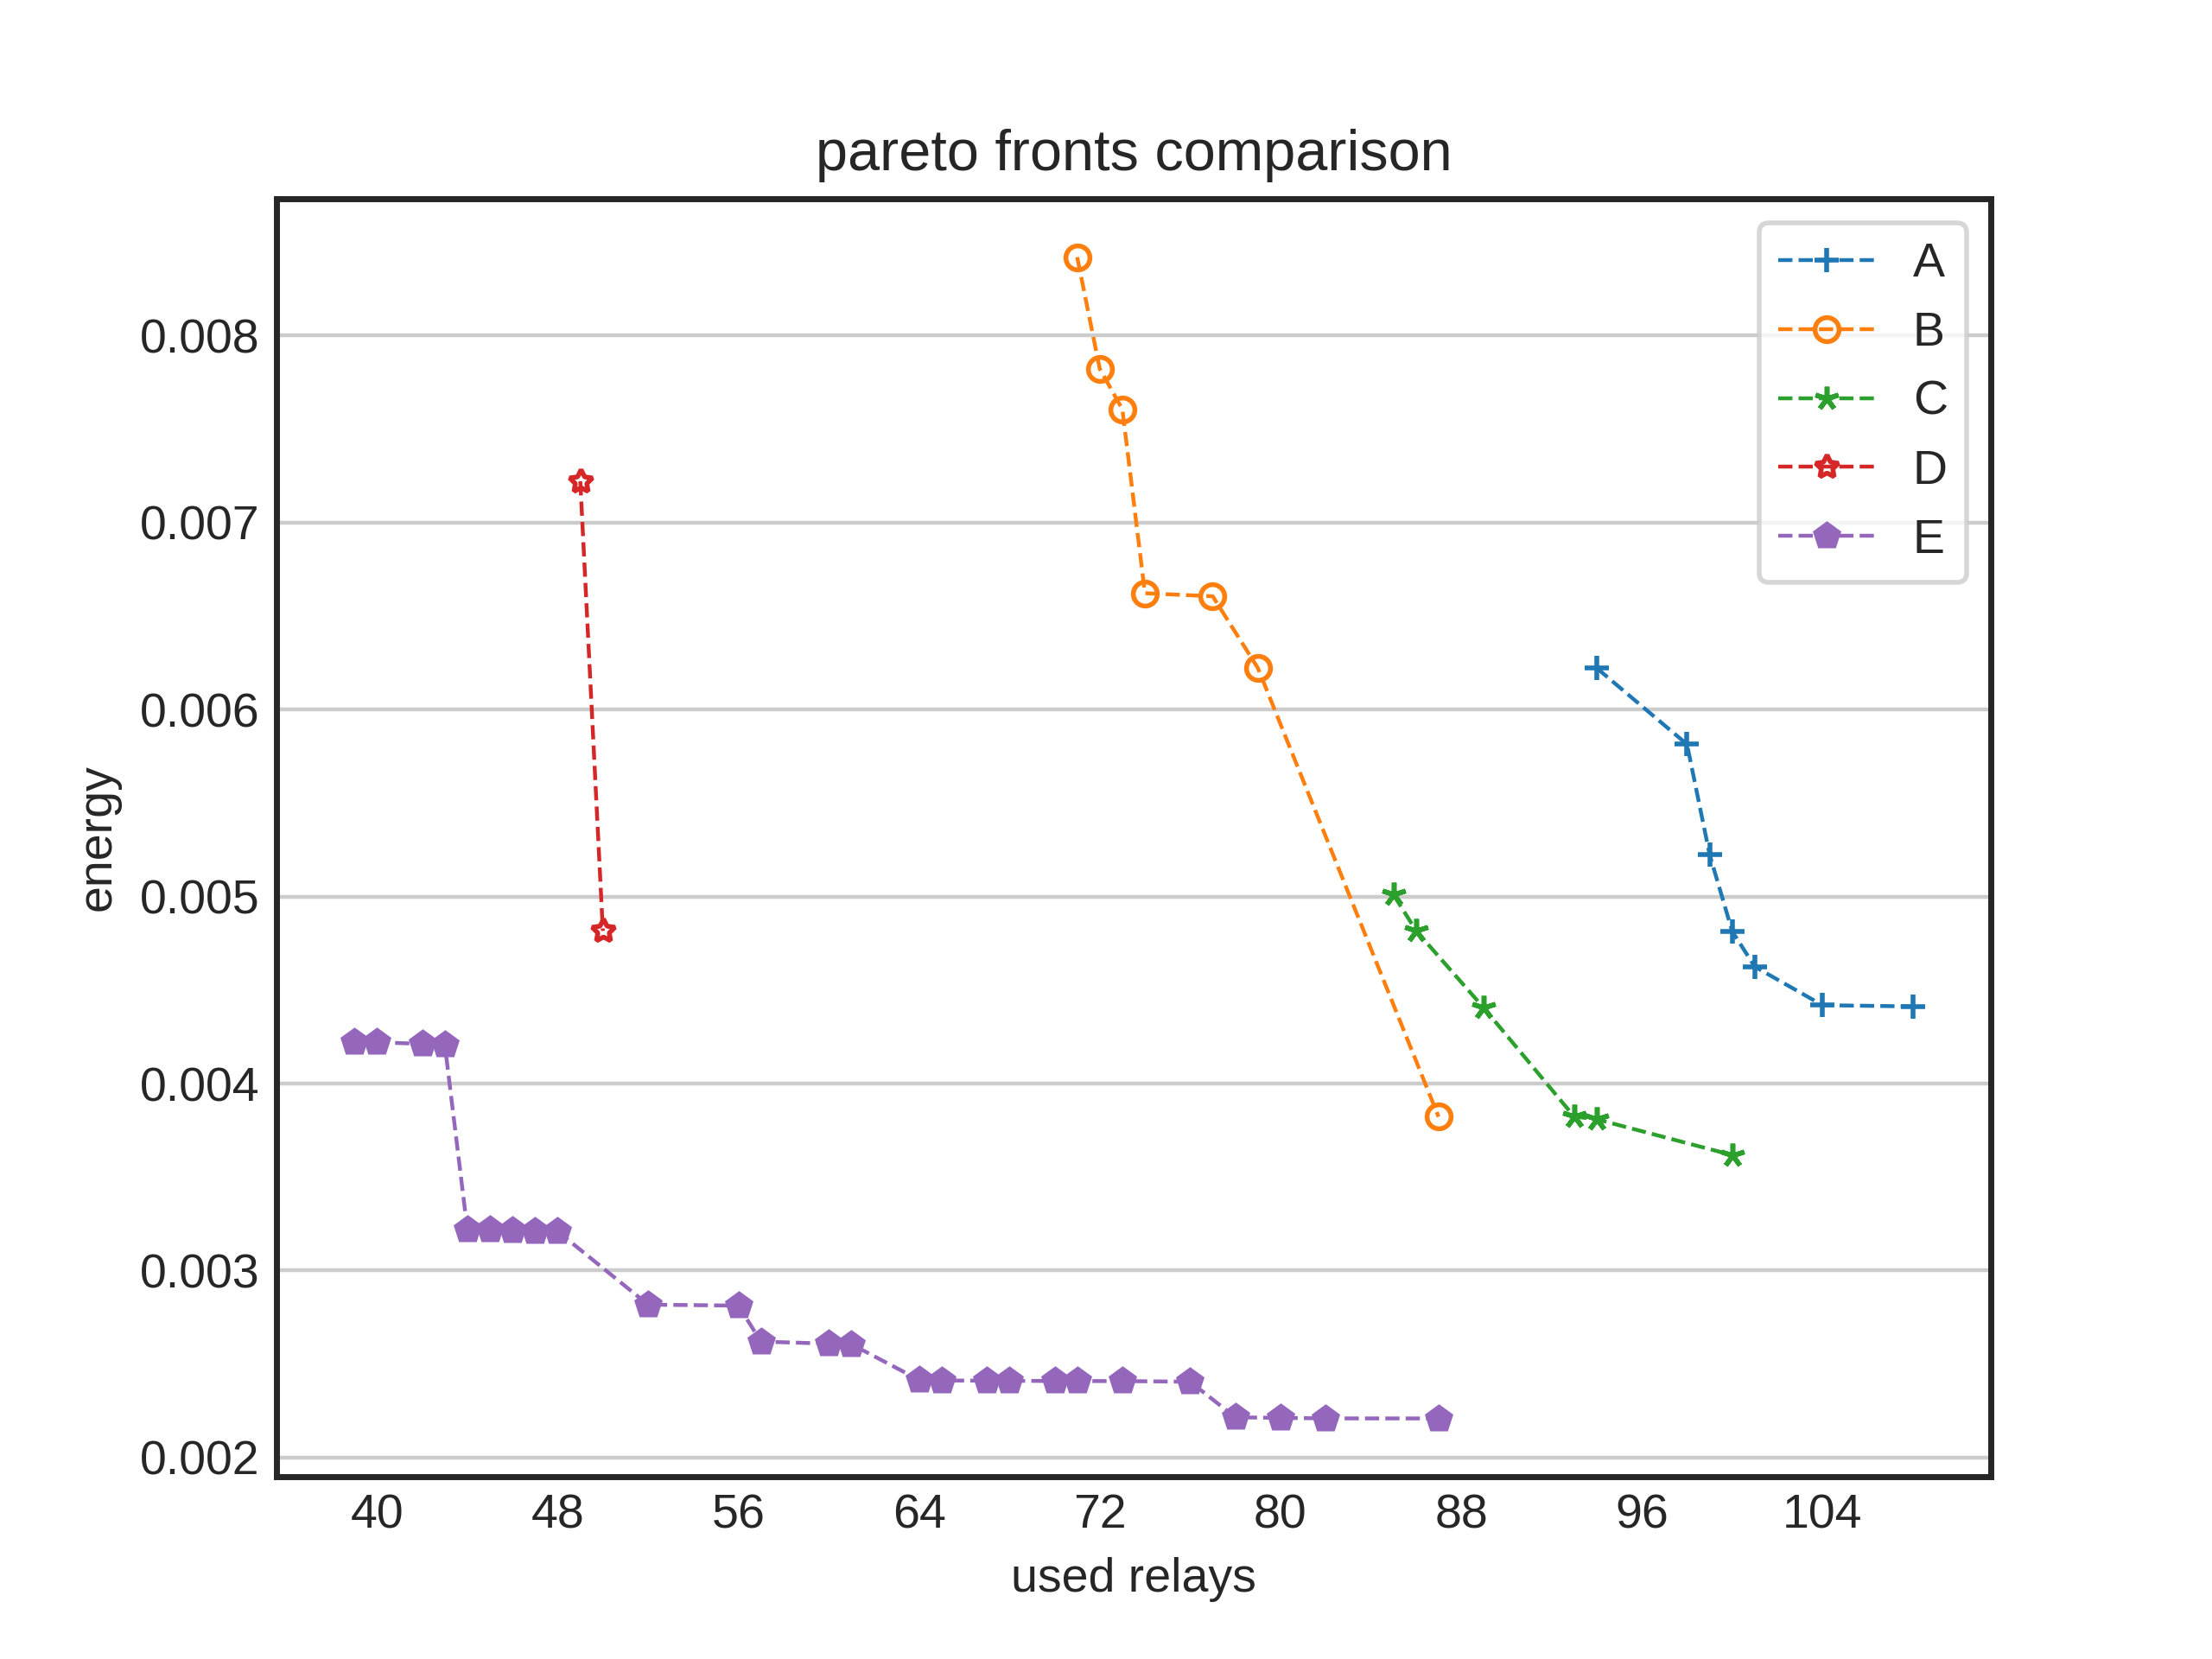 pareto fronts comparison
A
B
C
D
E
0.008
0.007
0.006
0.005
0.004
0.003
0.002
energy
40 48 56 64 72 80 88 96 104
used relays